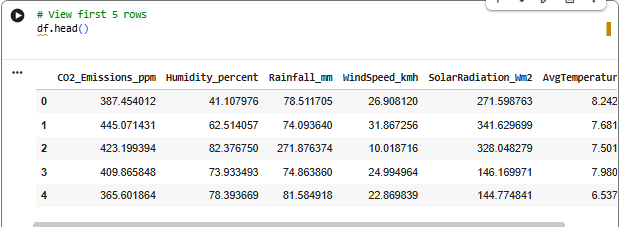 # View first 5 rows
df.head()
CO2_Emissions_ppm Humidity_percent Rainfall_mm WindSpeed_kmh SolarRadiation_Wm2 AvgTemperatur
0 387.454012 41.107976 78.511705 26.908120 271.598763 8.242
1 445.071431 62.514057 74.093640 31.867256 341.629699 7.681
2 423.199394 82.376750 271.876374 10.018716 328.048279 7.501
3 409.865848 73.933493 74.863860 24.994964 146.169971 7.980
4 365.601864 78.393669 81.584918 22.869839 144.774841 6.537